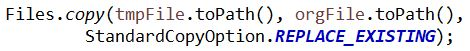 Files.copy(tmpFile.toPath(), orgFile.toPath(),
StandardCopyOption.REPLACE_EXISTING);